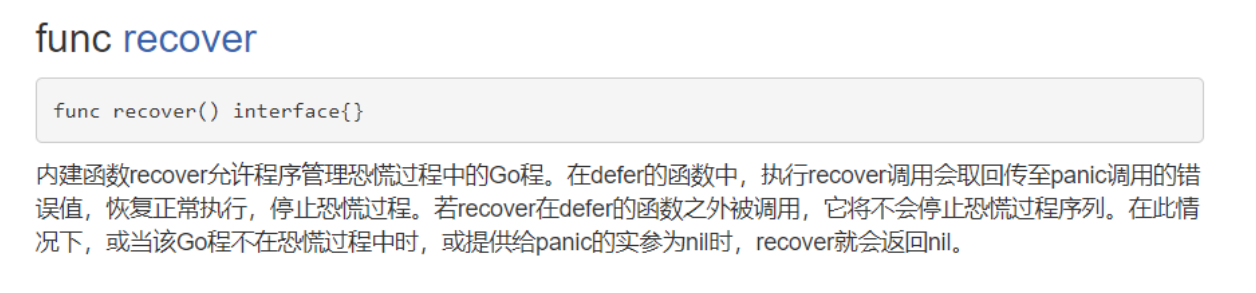 func recover
func recover() interface{}
内建函数recover允许程序管理恐慌过程中的Go程。在defer的函数中，执行recover调用会取回传至panic调用的错
误值，恢复正常执行，停止恐慌过程。若recover在defer的函数之外被调用，它将不会停止恐慌过程序列。在此情
况下，或当该Go程不在恐慌过程中时，或提供给panic的实参为nil时，recover就会返回nil。